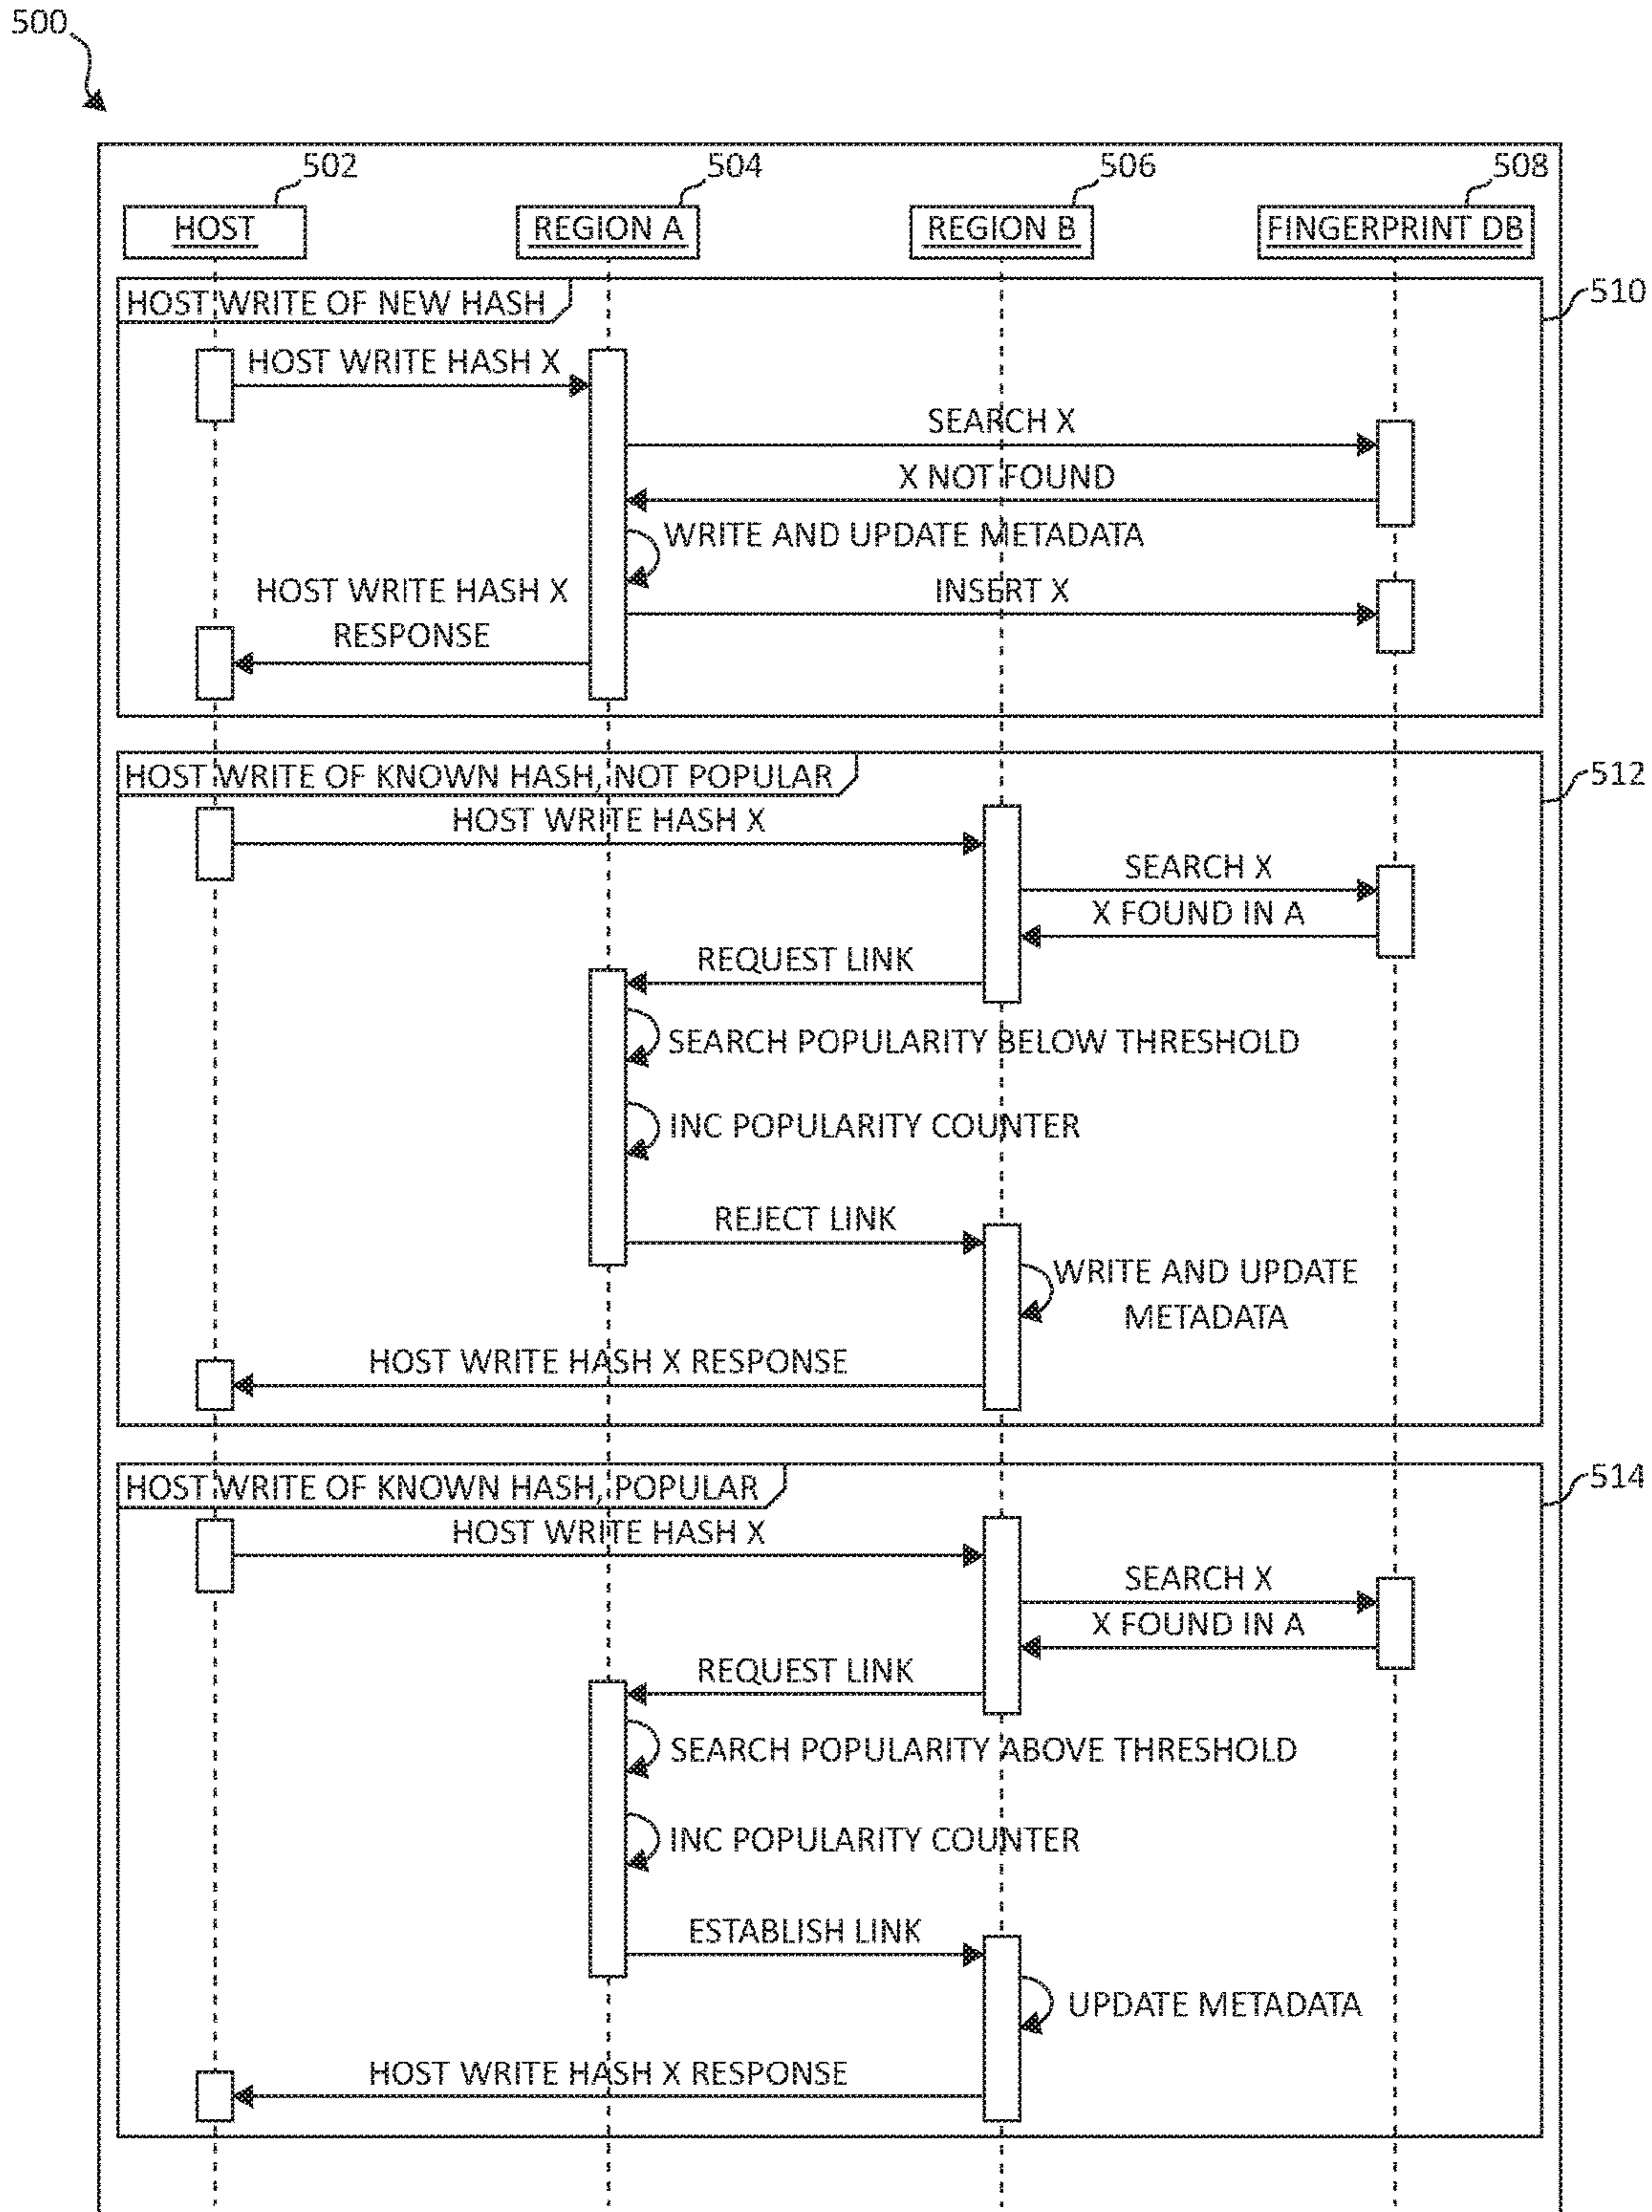 500
502
504
506
508
HOST
REGION A
REGION B
FINGERPRINT DB
HOST WRITE OF NEW HASH
510
HOST WRITE HASH X
SEARCH X
X NOT FOUND
WRITE AND UPDATE METADATA
HOST WRITE HASH X
RESPONSE
INSERT X
HOST WRITE OF KNOWN HASH, NOT POPULAR
512
HOST WRITE HASH X
SEARCH X
X FOUND IN A
REQUEST LINK
SEARCH POPULARITY BELOW THRESHOLD
INC POPULARITY COUNTER
REJECT LINK
WRITE AND UPDATE
METADATA
HOST WRITE HASH X RESPONSE
HOST WRITE OF KNOWN HASH, POPULAR
514
HOST WRITE HASH X
SEARCH X
X FOUND IN A
REQUEST LINK
SEARCH POPULARITY ABOVE THRESHOLD
INC POPULARITY COUNTER
ESTABLISH LINK
UPDATE METADATA
HOST WRITE HASH X RESPONSE